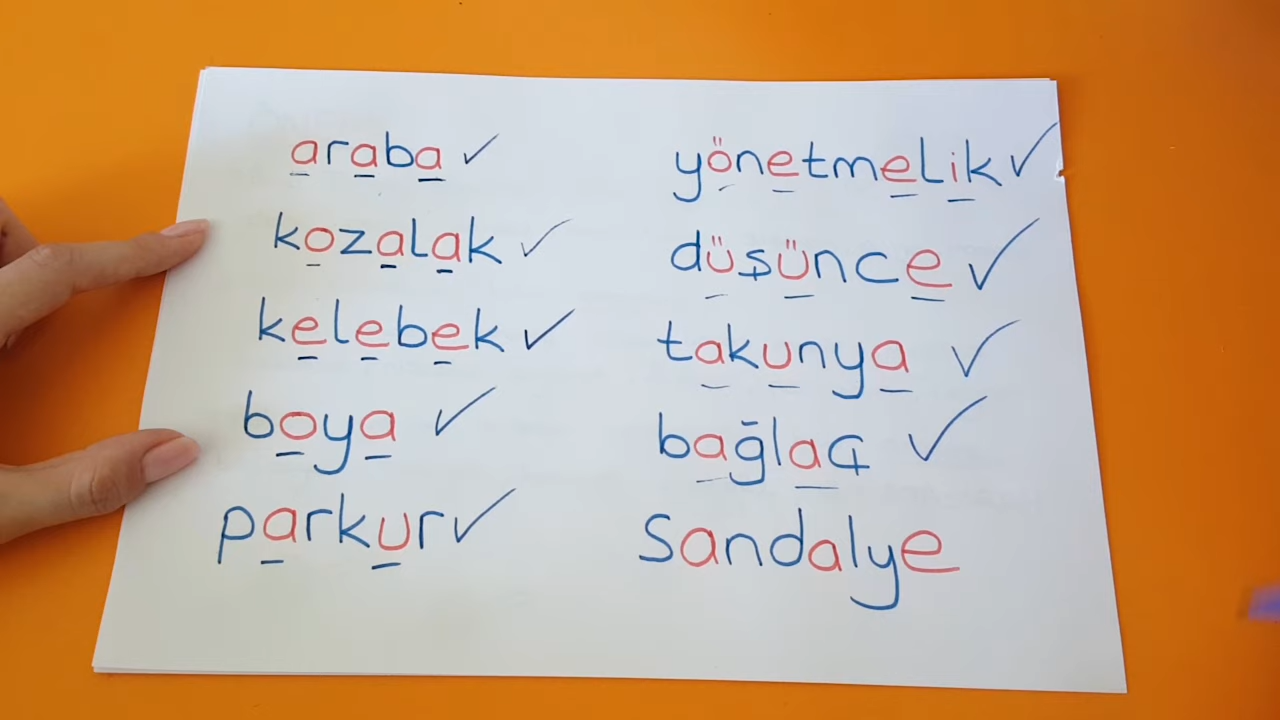 araba ✓
kozalak ✓
kelebek ✓
boya ✓
parkur ✓
yönetmelik ✓
düşünce ✓
takunya ✓
bağlaç ✓
Sandalye